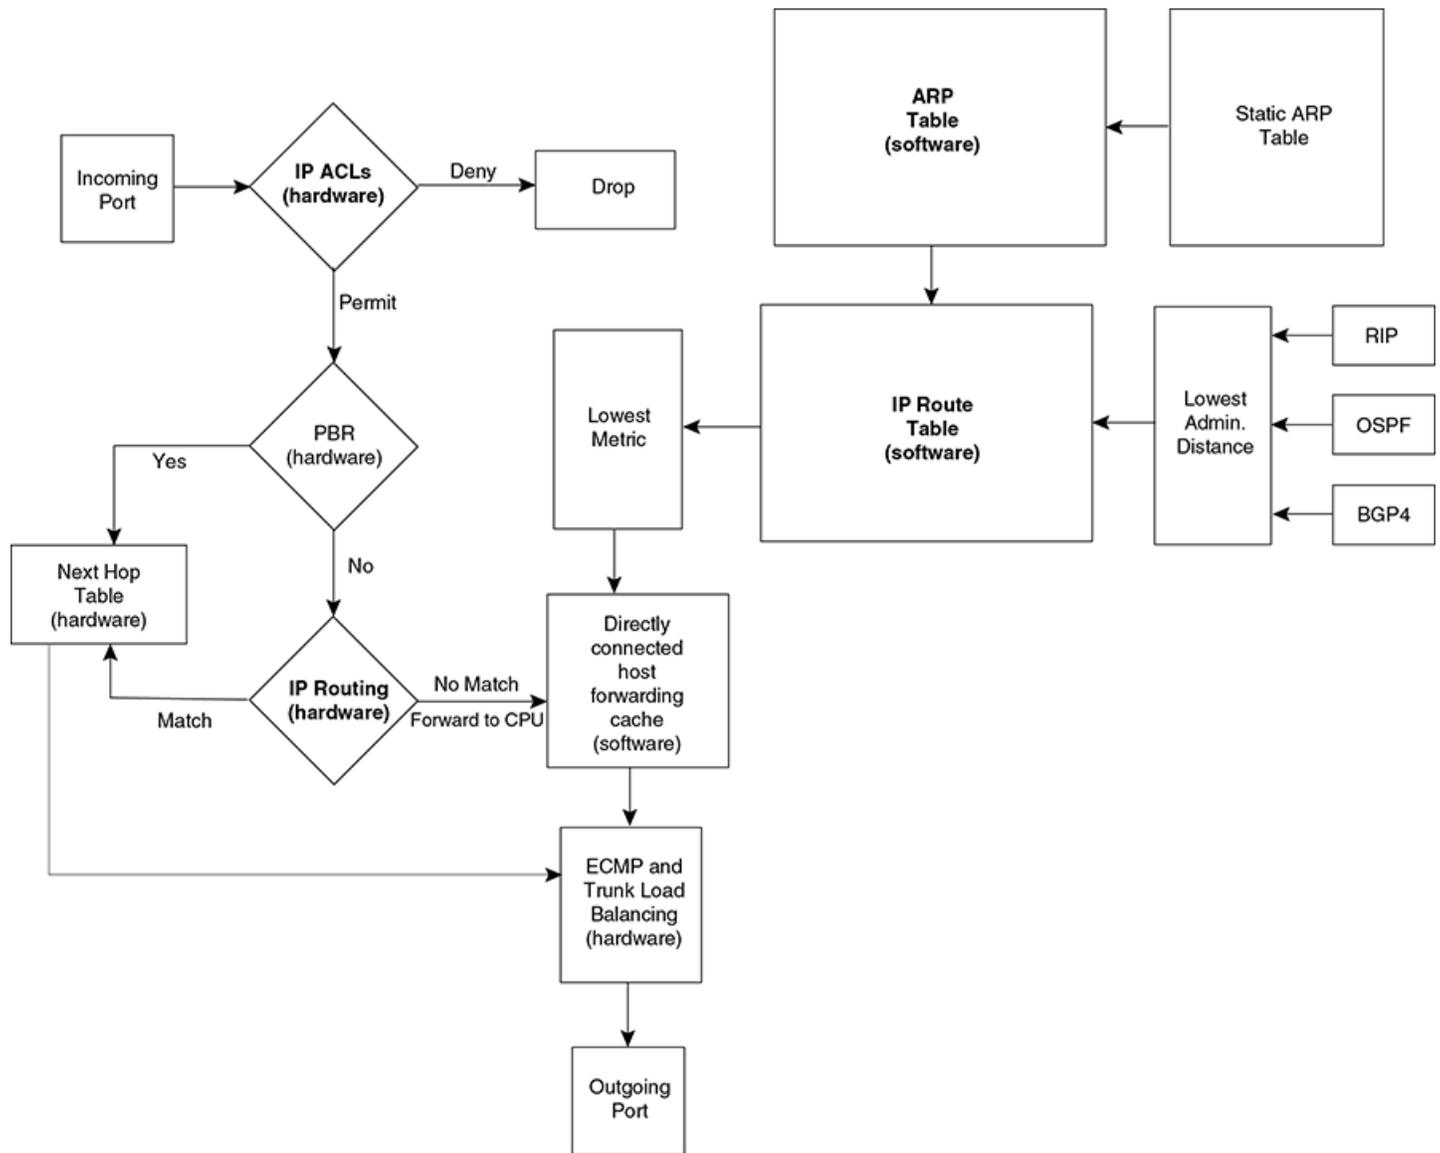 ARP
Table
(software)
Static ARP
Table
Incoming
Port
IP ACLs
(hardware)
Deny
Drop
Permit
PBR
(hardware)
Yes
No
Next Hop
Table
(hardware)
IP Routing
(hardware)
Match
No Match
Forward to CPU
Lowest
Metric
IP Route
Table
(software)
Lowest
Admin.
Distance
RIP
OSPF
BGP4
Directly
connected
host
forwarding
cache
(software)
ECMP and
Trunk Load
Balancing
(hardware)
Outgoing
Port